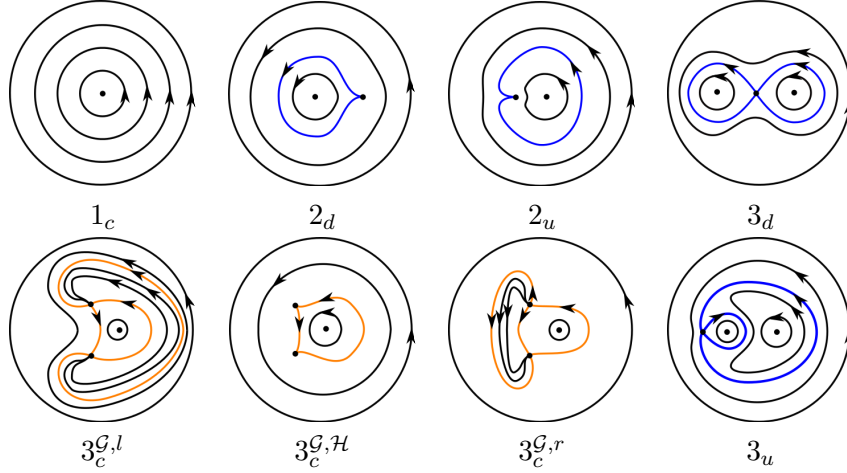 1_c 2_d 2_u 3_d
3_c^{𝒢,l} 3_c^{𝒢,ℋ} 3_c^{𝒢,r} 3_u